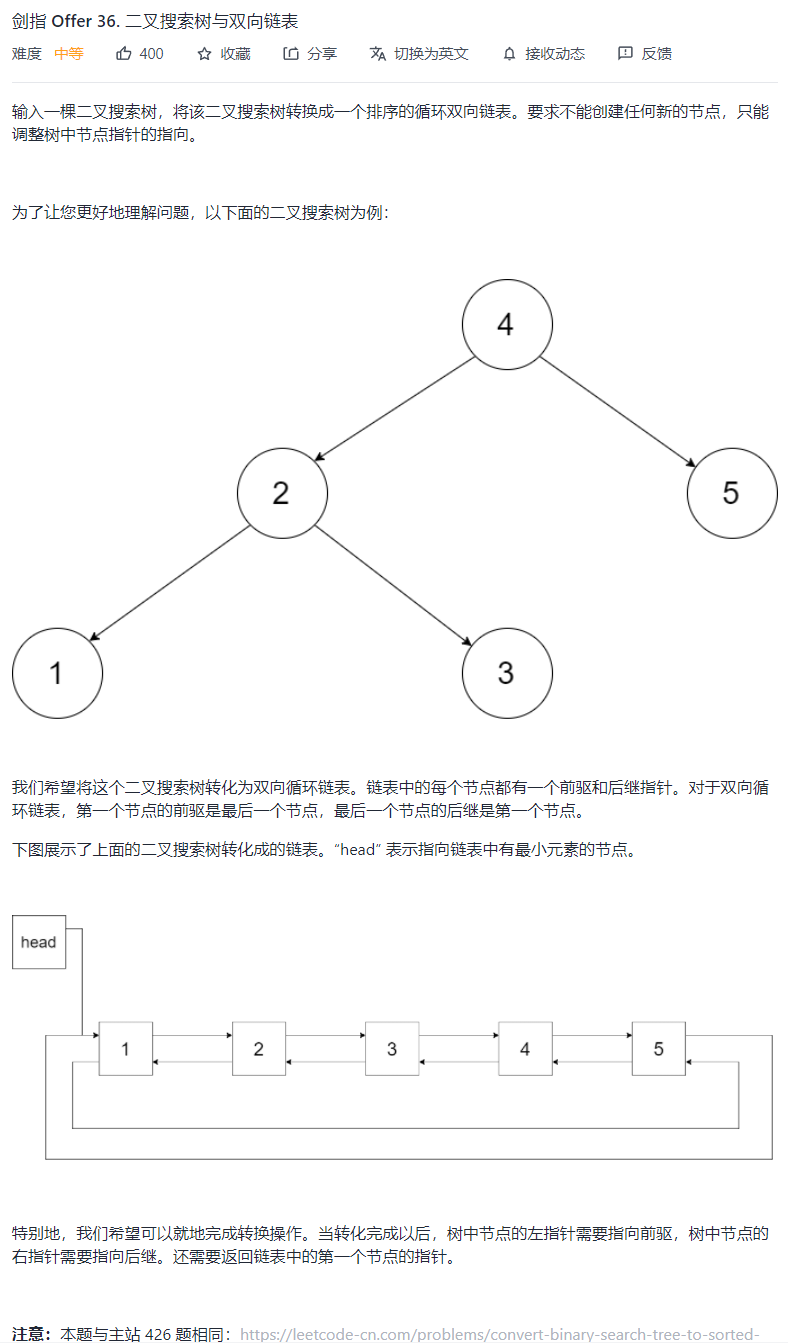 剑指 Offer 36. 二叉搜索树与双向链表
难度 中等 400 收藏 分享 切换为英文 接收动态 反馈
输入一棵二叉搜索树，将该二叉搜索树转换成一个排序的循环双向链表。要求不能创建任何新的节点，只能
调整树中节点指针的指向。
为了让您更好地理解问题，以下面的二叉搜索树为例：
4
2 5
1 3
我们希望将这个二叉搜索树转化为双向循环链表。链表中的每个节点都有一个前驱和后继指针。对于双向循
环链表，第一个节点的前驱是最后一个节点，最后一个节点的后继是第一个节点。
下图展示了上面的二叉搜索树转化成的链表。“head” 表示指向链表中有最小元素的节点。
head
1 2 3 4 5
特别地，我们希望可以就地完成转换操作。当转化完成以后，树中节点的左指针需要指向前驱，树中节点的
右指针需要指向后继。还需要返回链表中的第一个节点的指针。
注意：本题与主站 426 题相同：https://leetcode-cn.com/problems/convert-binary-search-tree-to-sorted-